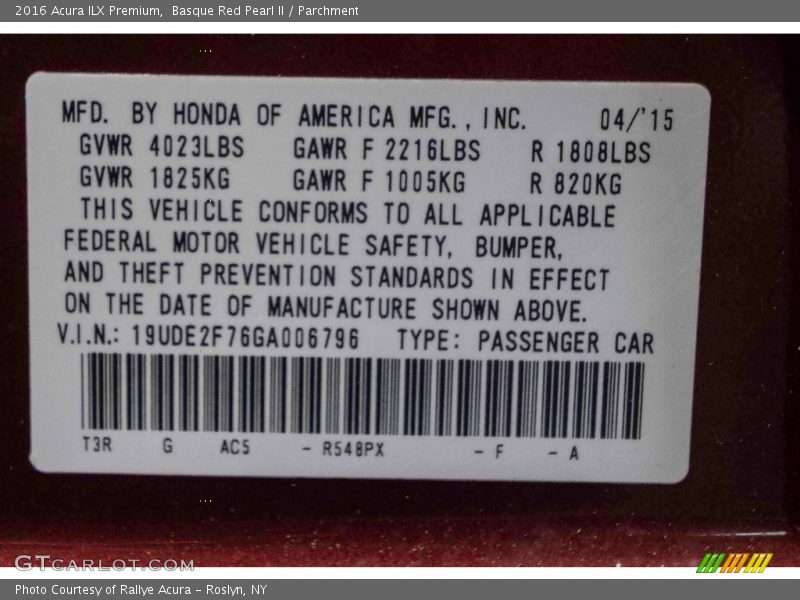 2016 Acura ILX Premium,  Basque Red Pearl II / Parchment
MFD. BY HONDA OF AMERICA MFG., INC. 04/'15
GVWR 4023LBS GAWR F 2216LBS R 1808LBS
GVWR 1825KG GAWR F 1005KG R 820KG
THIS VEHICLE CONFORMS TO ALL APPLICABLE
FEDERAL MOTOR VEHICLE SAFETY, BUMPER,
AND THEFT PREVENTION STANDARDS IN EFFECT
ON THE DATE OF MANUFACTURE SHOWN ABOVE.
V.I.N.: 19UDE2F76GA006796 TYPE: PASSENGER CAR
T3R G AC5 - R548PX - F - A
GTCARLOT.COM
Photo Courtesy of Rallye Acura – Roslyn, NY